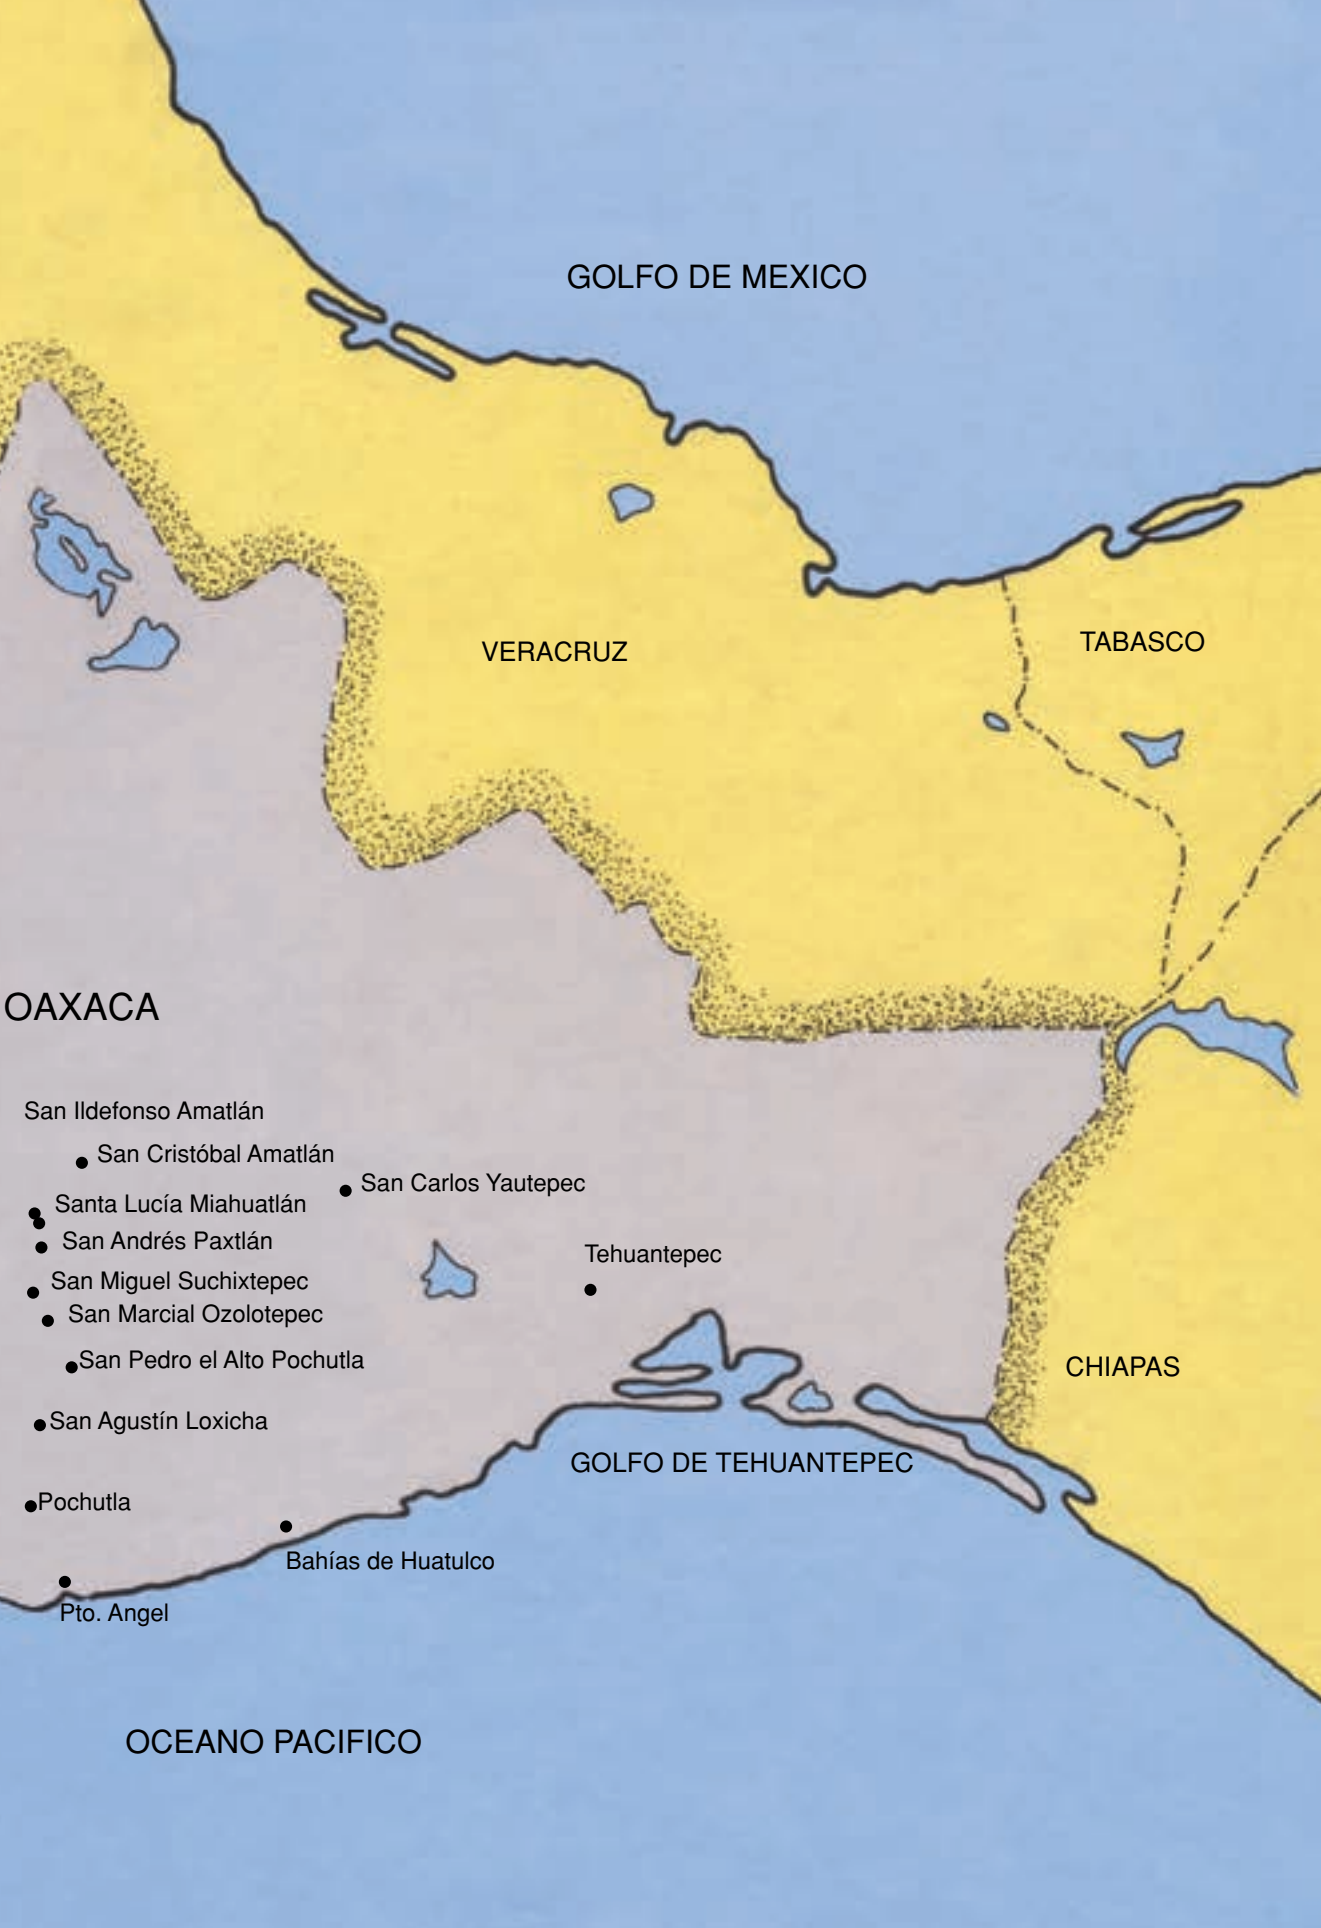 GOLFO DE MEXICO
VERACRUZ
TABASCO
OAXACA
San Ildefonso Amatlán
San Cristóbal Amatlán
San Carlos Yautepec
Santa Lucía Miahuatlán
San Andrés Paxtlán
Tehuantepec
San Miguel Suchixtepec
San Marcial Ozolotepec
San Pedro el Alto Pochutla
CHIAPAS
San Agustín Loxicha
GOLFO DE TEHUANTEPEC
Pochutla
Bahías de Huatulco
Pto. Angel
OCEANO PACIFICO